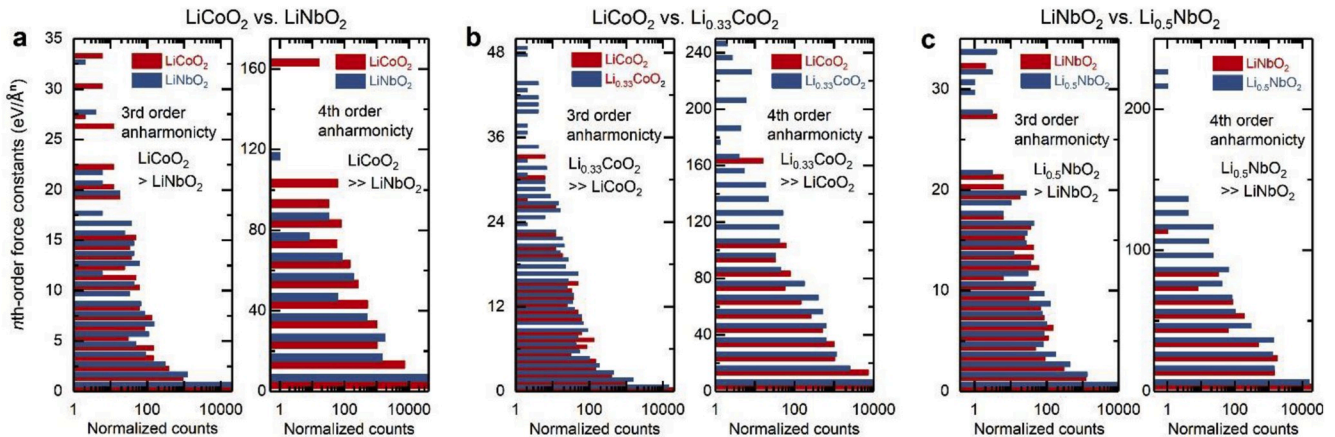 LiCoO₂ vs. LiNbO₂
LiCoO₂ vs. Li₀.₃₃CoO₂
LiNbO₂ vs. Li₀.₅NbO₂
a
b
c
nth-order force constants (eV/Åⁿ)
35
30
25
20
15
10
5
0
LiCoO₂
LiNbO₂
3rd order
anharmonicty
LiCoO₂
> LiNbO₂
1
100
10000
Normalized counts
160
120
80
40
0
LiCoO₂
LiNbO₂
4th order
anharmonicty
LiCoO₂
>> LiNbO₂
1
100
10000
Normalized counts
48
36
24
12
0
LiCoO₂
Li₀.₃₃CoO₂
3rd order
anharmonicty
Li₀.₃₃CoO₂
>> LiCoO₂
1
100
10000
Normalized counts
240
220
200
180
160
140
120
100
80
60
40
20
0
LiCoO₂
Li₀.₃₃CoO₂
4th order
anharmonicty
Li₀.₃₃CoO₂
>> LiCoO₂
1
100
10000
Normalized counts
30
20
10
0
LiNbO₂
Li₀.₅NbO₂
3rd order
anharmonicty
Li₀.₅NbO₂
> LiNbO₂
1
100
10000
Normalized counts
200
100
0
LiNbO₂
Li₀.₅NbO₂
4th order
anharmonicty
Li₀.₅NbO₂
>> LiNbO₂
1
100
10000
Normalized counts